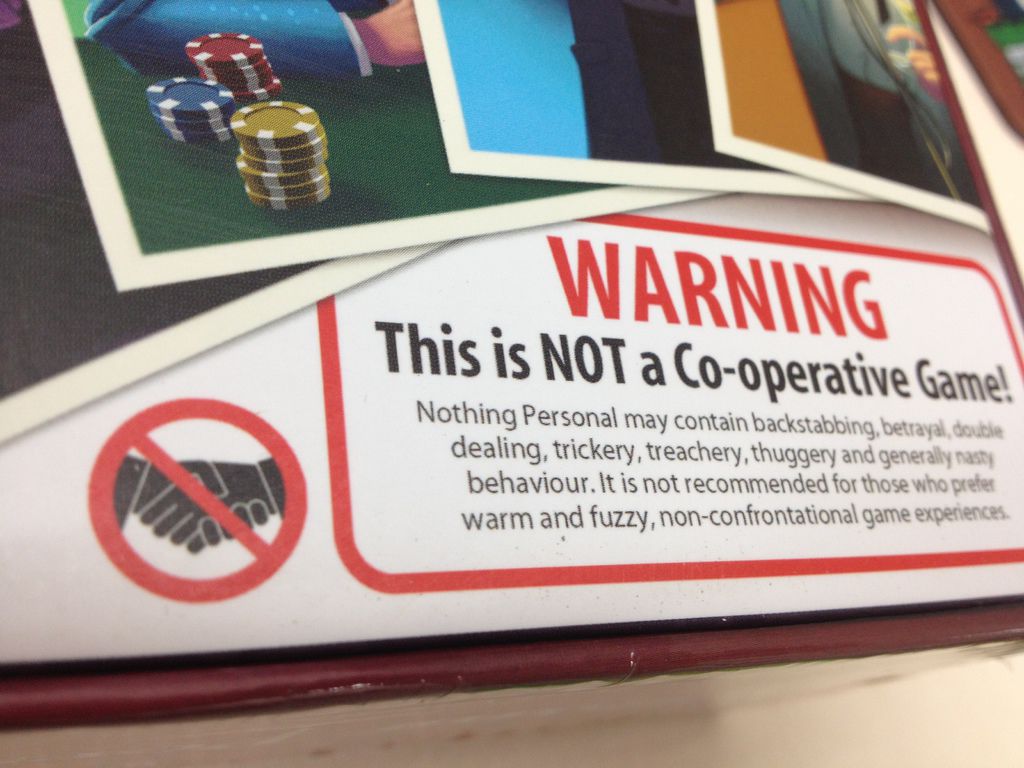 WARNING
This is NOT a Co-operative Game!
Nothing Personal may contain backstabbing, betrayal, double
dealing, trickery, treachery, thuggery and generally nasty
behaviour. It is not recommended for those who prefer
warm and fuzzy, non-confrontational game experiences.